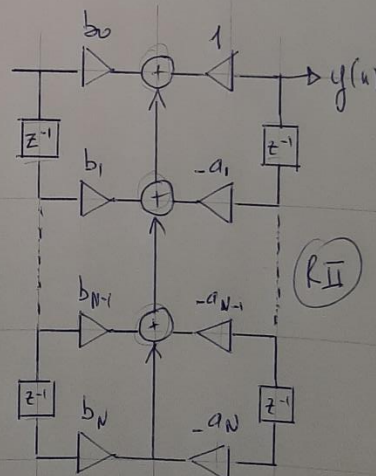 b0 1
y(n
z⁻¹ z⁻¹
b1 -a1
RII
bN-1 -aN-1
z⁻¹ z⁻¹
bN -aN